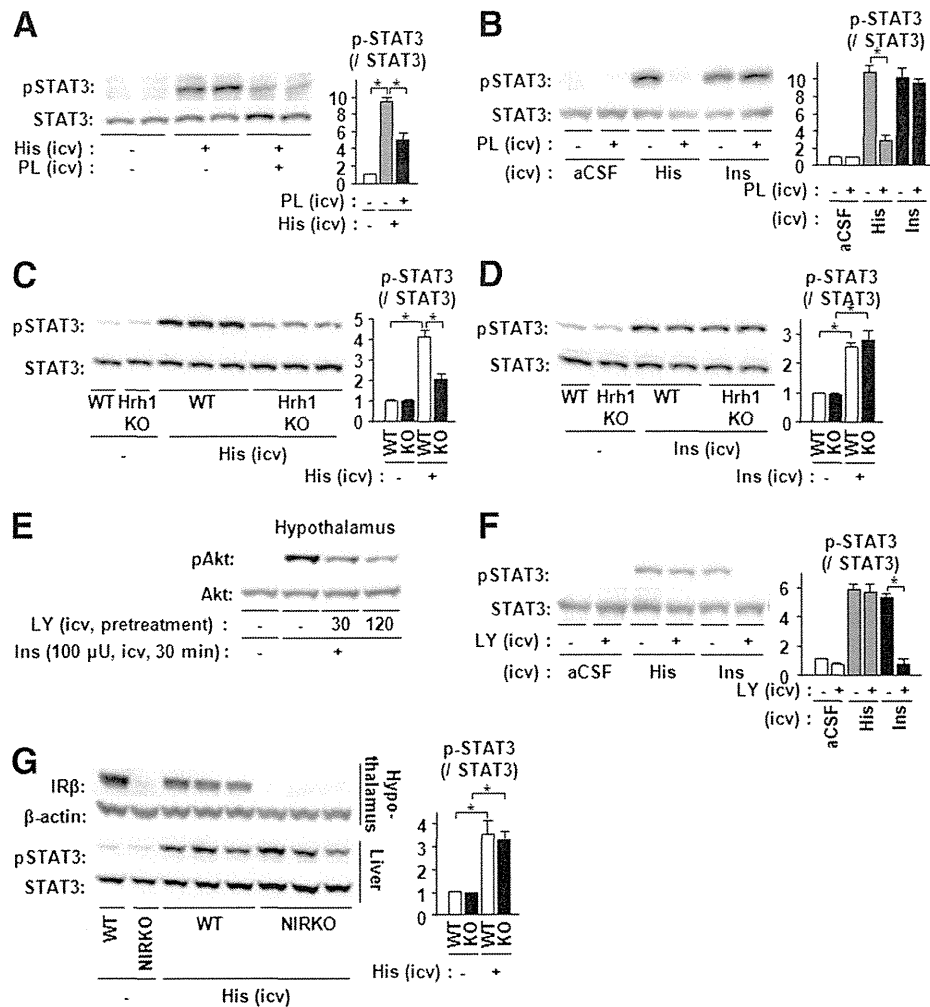 A
p-STAT3
(/ STAT3)
pSTAT3:
STAT3:
His (icv) : - + +
PL (icv) : - - +
10
8
6
4
2
0
* *
PL (icv) : - - +
His (icv) : - +
B
p-STAT3
(/ STAT3)
pSTAT3:
STAT3:
PL (icv) : - + - + - +
(icv) : aCSF His Ins
10
8
6
4
2
0
*
PL (icv) : - + - + - +
(icv) : aCSF His Ins
C
p-STAT3
(/ STAT3)
pSTAT3:
STAT3:
WT Hrh1 KO WT Hrh1 KO
- His (icv)
5
4
3
2
1
0
* *
WT KO WT KO
His (icv) : - +
D
p-STAT3
(/ STAT3)
pSTAT3:
STAT3:
WT Hrh1 KO WT Hrh1 KO
- Ins (icv)
3
2
1
0
* *
WT KO WT KO
Ins (icv) : - +
E
Hypothalamus
pAkt:
Akt:
LY (icv, pretreatment) : - - 30 120
Ins (100 μU, icv, 30 min) : - +
F
p-STAT3
(/ STAT3)
pSTAT3:
STAT3:
LY (icv) : - + - + - +
(icv) : aCSF His Ins
6
4
2
0
*
LY (icv) : - + - + - +
(icv) : aCSF His Ins
G
p-STAT3
(/ STAT3)
IRβ:
β-actin:
Hypo-
thalamus
pSTAT3:
STAT3:
Liver
WT NIRKO WT NIRKO
- His (icv)
4
3
2
1
0
* *
WT KO WT KO
His (icv) : - +